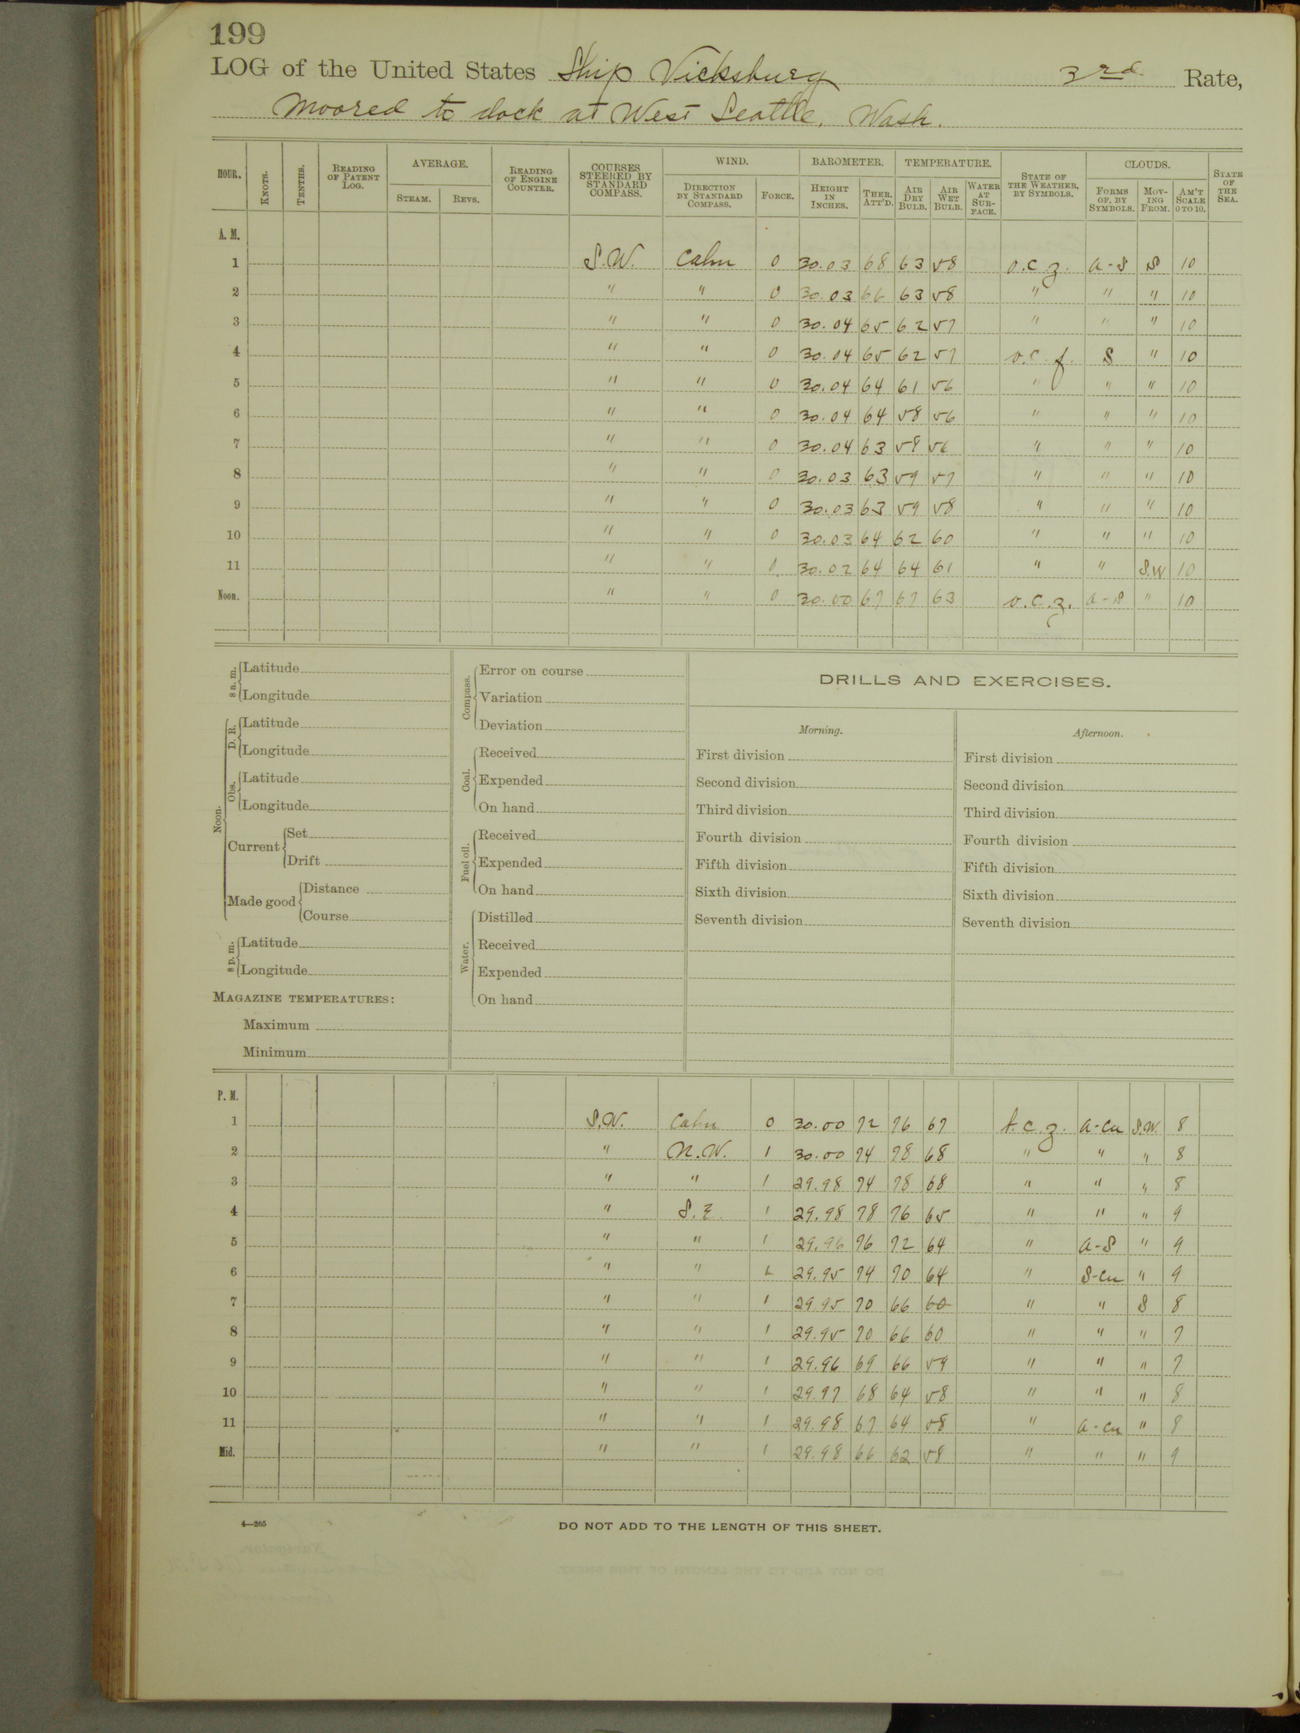 199
LOG of the United States Ship Vicksburg 3rd Rate,
Moored to dock at West Seattle, Wash.
HOUR. KNOTS. TENTHS. READING OF PATENT LOG. AVERAGE. STEAM. REVS. READING OF ENGINE COUNTER. COURSES STEERED BY STANDARD COMPASS. WIND. DIRECTION BY STANDARD COMPASS. FORCE. BAROMETER. HEIGHT IN INCHES. THER. ATT'D. TEMPERATURE. AIR DRY BULB. AIR WET BULB. WATER AT SURFACE. STATE OF THE WEATHER, BY SYMBOLS. CLOUDS. FORMS OF, BY SYMBOLS. MOVING FROM. AM'T SCALE 0 TO 10. STATE OF THE SEA.
A. M.
1 S.W. Calm 0 30.03 68 63 58 o.c.z. a-s S 10
2 " " 0 30.03 66 63 58 " " " 10
3 " " 0 30.04 65 62 57 " " " 10
4 " " 0 30.04 65 62 57 o.c.f. S " 10
5 " " 0 30.04 64 61 56 " " " 10
6 " " 0 30.04 64 58 56 " " " 10
7 " " 0 30.04 63 58 56 " " " 10
8 " " 0 30.03 63 59 57 " " " 10
9 " " 0 30.03 63 59 58 " " " 10
10 " " 0 30.03 64 62 60 " " " 10
11 " " 0 30.02 64 64 61 " " S.W 10
Noon. " " 0 30.00 67 67 63 o.c.z. a-s " 10
8 a. m. Latitude
Longitude
Noon. D. R. Latitude
Longitude
Obs. Latitude
Longitude
Current Set
Drift
Made good Distance
Course
8 p. m. Latitude
Longitude
MAGAZINE TEMPERATURES:
Maximum
Minimum
Compass. Error on course
Variation
Deviation
Coal. Received
Expended
On hand
Fuel oil. Received
Expended
On hand
Water. Distilled
Received
Expended
On hand
DRILLS AND EXERCISES.
Morning.
First division
Second division
Third division
Fourth division
Fifth division
Sixth division
Seventh division
Afternoon.
First division
Second division
Third division
Fourth division
Fifth division
Sixth division
Seventh division
P. M.
1 S.W. Calm 0 30.00 72 76 67 b.c.z. a-cu S.W. 8
2 " N.W. 1 30.00 74 78 68 " " " 8
3 " " 1 29.98 74 78 68 " " " 8
4 " S.E. 1 29.98 78 76 65 " " " 9
5 " " 1 29.96 76 72 64 " a-s " 9
6 " " 29.95 74 70 64 " S-cu " 9
7 " " 1 29.95 70 66 60 " " S 8
8 " " 1 29.95 70 66 60 " " " 7
9 " " 1 29.96 69 66 59 " " " 7
10 " " 1 29.97 68 64 58 " " " 8
11 " " 1 29.98 67 64 58 " a-cu " 8
Mid. " " 1 29.98 66 62 58 " " " 9
4—265
DO NOT ADD TO THE LENGTH OF THIS SHEET.